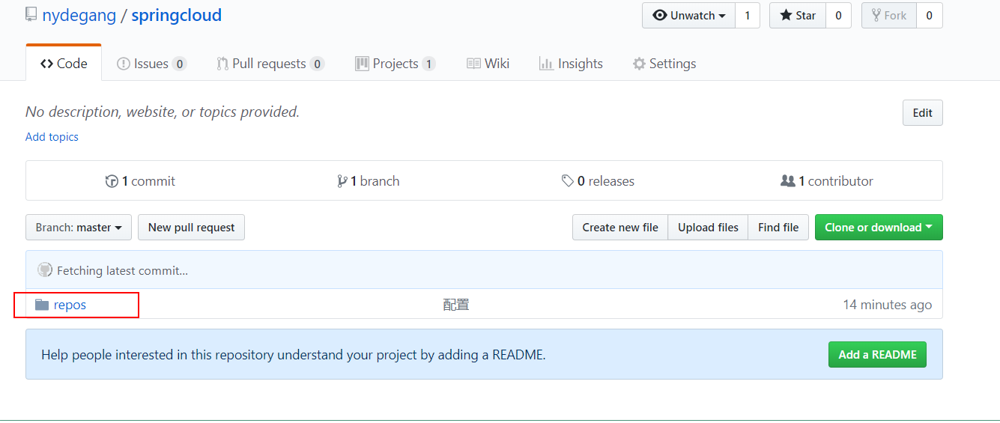 nydegang / springcloud
Unwatch 1 Star 0 Fork 0
Code Issues 0 Pull requests 0 Projects 1 Wiki Insights Settings
No description, website, or topics provided. Edit
Add topics
1 commit 1 branch 0 releases 1 contributor
Branch: master New pull request Create new file Upload files Find file Clone or download
Fetching latest commit...
repos 配置 14 minutes ago
Help people interested in this repository understand your project by adding a README. Add a README